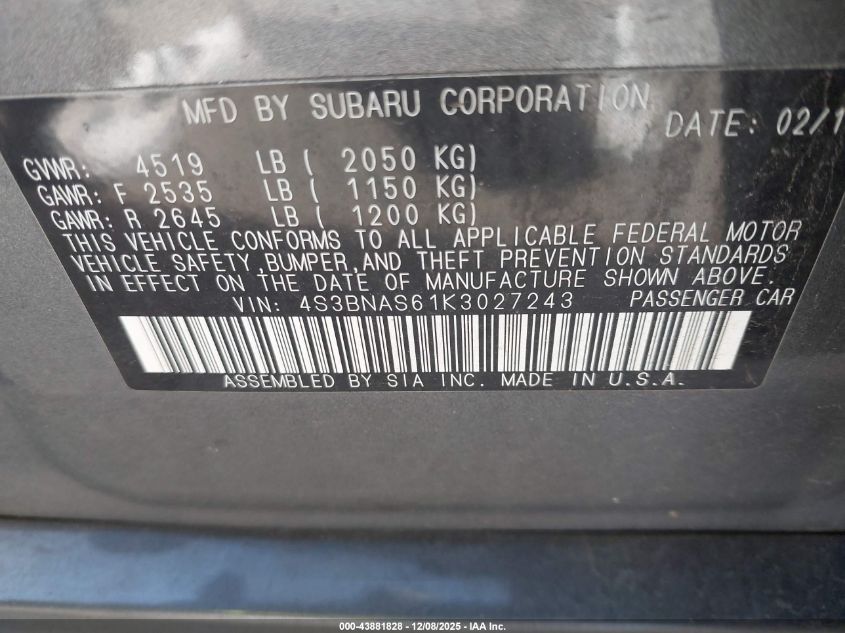 MFD BY SUBARU CORPORATION
DATE: 02/1
GVWR: 4519 LB ( 2050 KG)
GAWR: F 2535 LB ( 1150 KG)
GAWR: R 2645 LB ( 1200 KG)
THIS VEHICLE CONFORMS TO ALL APPLICABLE FEDERAL MOTOR
VEHICLE SAFETY, BUMPER, AND THEFT PREVENTION STANDARDS
IN EFFECT ON THE DATE OF MANUFACTURE SHOWN ABOVE.
VIN: 4S3BNAS61K3027243 PASSENGER CAR
ASSEMBLED BY SIA INC. MADE IN U.S.A.
000-43881828 - 12/08/2025 - IAA Inc.